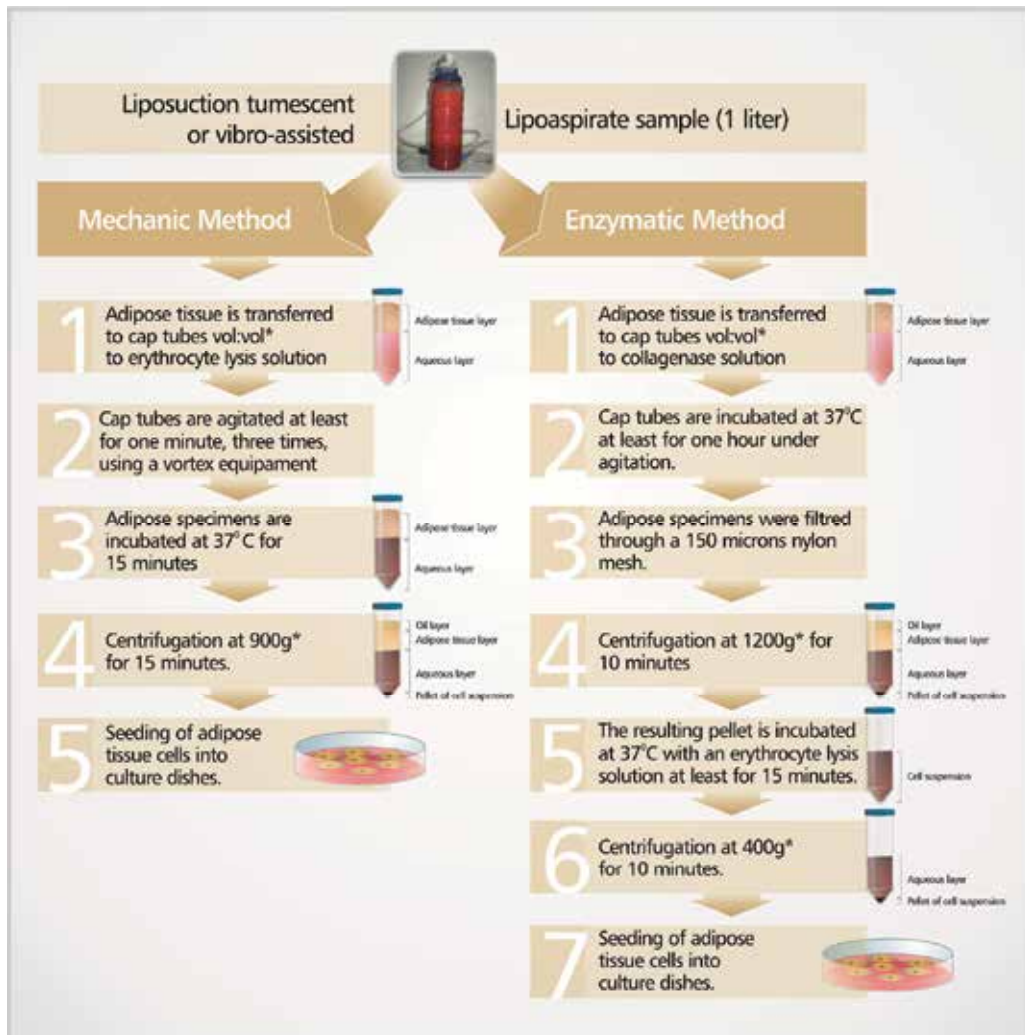 Liposuction tumescent
or vibro-assisted
Lipoaspirate sample (1 liter)
Mechanic Method
1
Adipose tissue is transferred
to cap tubes vol:vol*
to erythrocyte lysis solution
Adipose tissue layer
Aqueous layer
2
Cap tubes are agitated at least
for one minute, three times,
using a vortex equipament
3
Adipose specimens are
incubated at 37°C for
15 minutes
Adipose tissue layer
Aqueous layer
4
Centrifugation at 900g*
for 15 minutes.
Oil layer
Adipose tissue layer
Aqueous layer
Pellet of cell suspension
5
Seeding of adipose
tissue cells into
culture dishes.
Enzymatic Method
1
Adipose tissue is transferred
to cap tubes vol:vol*
to collagenase solution
Adipose tissue layer
Aqueous layer
2
Cap tubes are incubated at 37°C
at least for one hour under
agitation.
3
Adipose specimens were filtred
through a 150 microns nylon
mesh.
4
Centrifugation at 1200g* for
10 minutes
Oil layer
Adipose tissue layer
Aqueous layer
Pellet of cell suspension
5
The resulting pellet is incubated
at 37°C with an erythrocyte lysis
solution at least for 15 minutes.
Cell suspension
6
Centrifugation at 400g*
for 10 minutes.
Aqueous layer
Pellet of cell suspension
7
Seeding of adipose
tissue cells into
culture dishes.